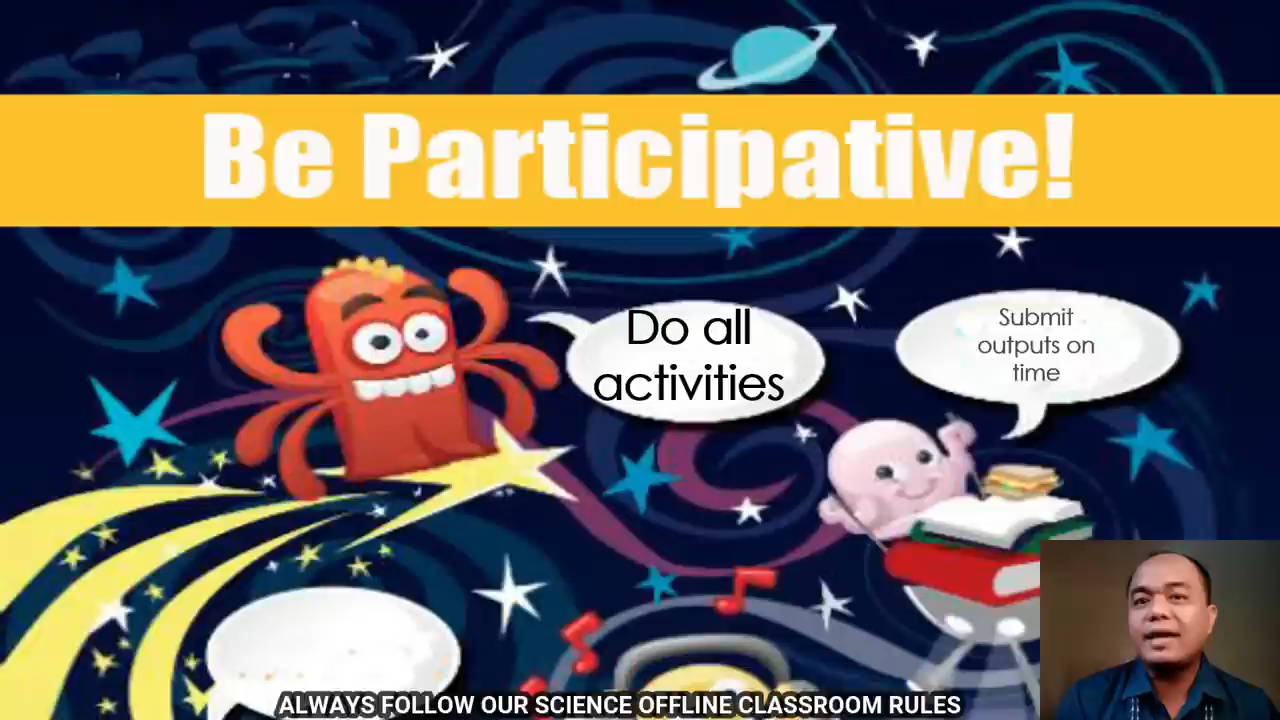 Be Participative!
Do all
activities
Submit
outputs on
time
ALWAYS FOLLOW OUR SCIENCE OFFLINE CLASSROOM RULES